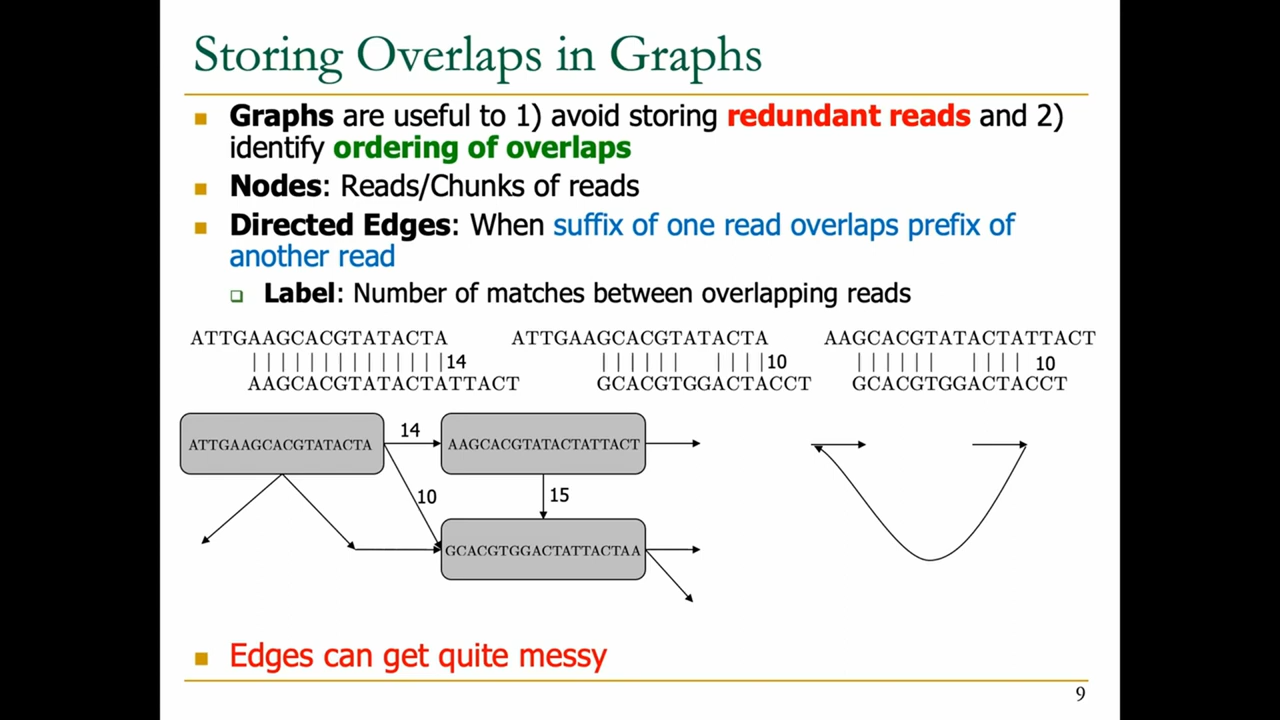 Storing Overlaps in Graphs
Graphs are useful to 1) avoid storing redundant reads and 2)
identify ordering of overlaps
Nodes: Reads/Chunks of reads
Directed Edges: When suffix of one read overlaps prefix of
another read
Label: Number of matches between overlapping reads
ATTGAAGCACGTATACTA
14
AAGCACGTATACTATTACT
ATTGAAGCACGTATACTA
10
GCACGTGGACTACCT
AAGCACGTATACTATTACT
10
GCACGTGGACTACCT
ATTGAAGCACGTATACTA
14
AAGCACGTATACTATTACT
10
15
GCACGTGGACTATTACTAA
Edges can get quite messy
9